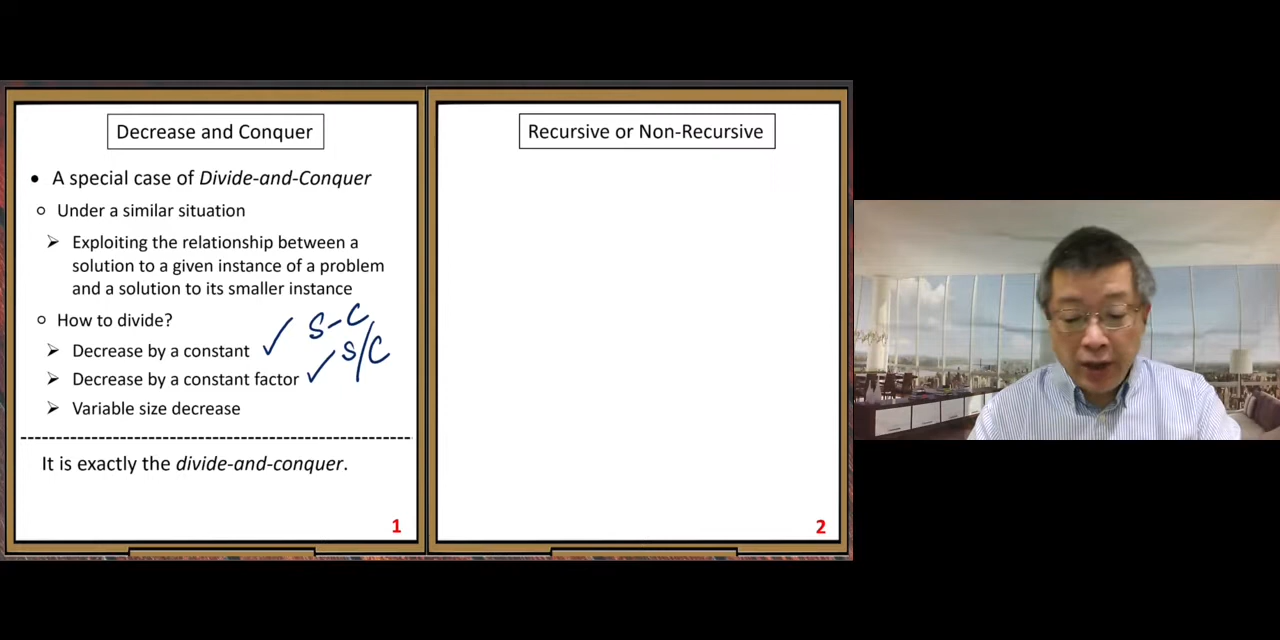 Decrease and Conquer
• A special case of Divide-and-Conquer
o Under a similar situation
➤ Exploiting the relationship between a
solution to a given instance of a problem
and a solution to its smaller instance
o How to divide?
S-C
➤ Decrease by a constant ✓
S/C
➤ Decrease by a constant factor ✓
➤ Variable size decrease
It is exactly the divide-and-conquer.
1
Recursive or Non-Recursive
2